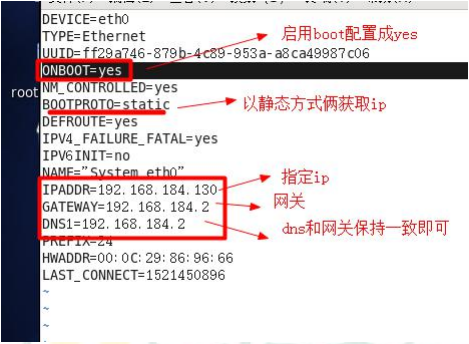 DEVICE=eth0
TYPE=Ethernet
UUID=ff29a746-879b-4c89-953a-a8ca49987c06
ONBOOT=yes
启用boot配置成yes
NM_CONTROLLED=yes
root
BOOTPROTO=static
以静态方式俩获取ip
DEFROUTE=yes
IPV4_FAILURE_FATAL=yes
IPV6INIT=no
NAME="System eth0"
IPADDR=192.168.184.130
指定ip
GATEWAY=192.168.184.2
网关
DNS1=192.168.184.2
dns和网关保持一致即可
PREFIX=24
HWADDR=00:0C:29:86:96:66
LAST_CONNECT=1521450896
~
~
~
~